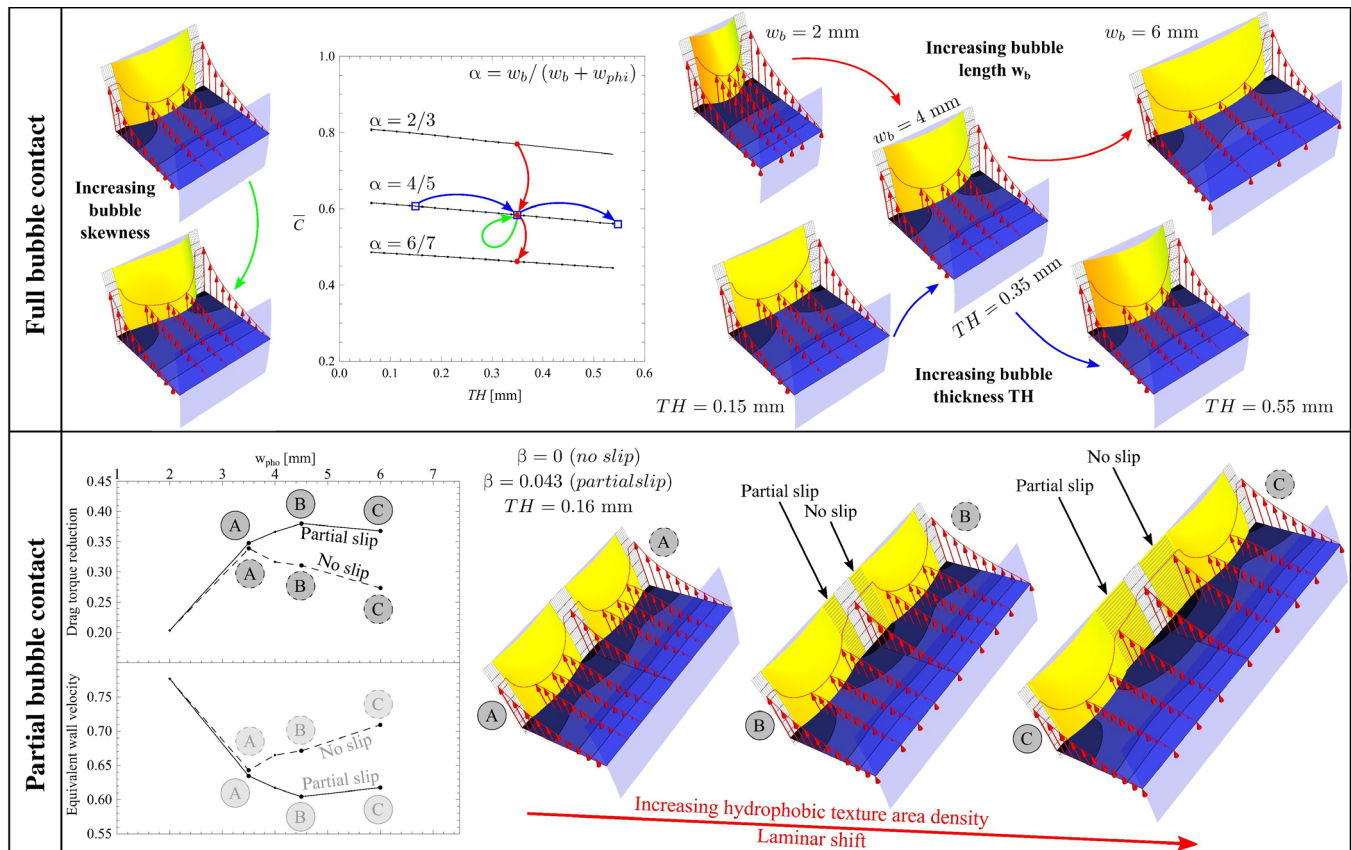 Full bubble contact
Increasing
bubble
skewness
α = w_b / (w_b + w_phi)
1.0
0.8
0.6
0.4
0.2
C̅
α = 2/3
α = 4/5
α = 6/7
0.0
0.1
0.2
0.3
0.4
0.5
0.6
TH [mm]
w_b = 2 mm
Increasing bubble
length w_b
w_b = 6 mm
w_b = 4 mm
TH = 0.35 mm
Increasing bubble
thickness TH
TH = 0.15 mm
TH = 0.55 mm
Partial bubble contact
w_pho [mm]
1
2
3
4
5
6
7
0.45
0.40
0.35
0.30
0.25
0.20
Drag torque reduction
A
B
C
Partial slip
No slip
A
B
C
0.75
0.70
0.65
0.60
0.55
Equivalent wall velocity
A
B
C
No slip
Partial slip
A
B
C
β = 0 (no slip)
β = 0.043 (partialslip)
TH = 0.16 mm
A
A
Partial slip
No slip
B
B
Partial slip
No slip
C
C
Increasing hydrophobic texture area density
Laminar shift